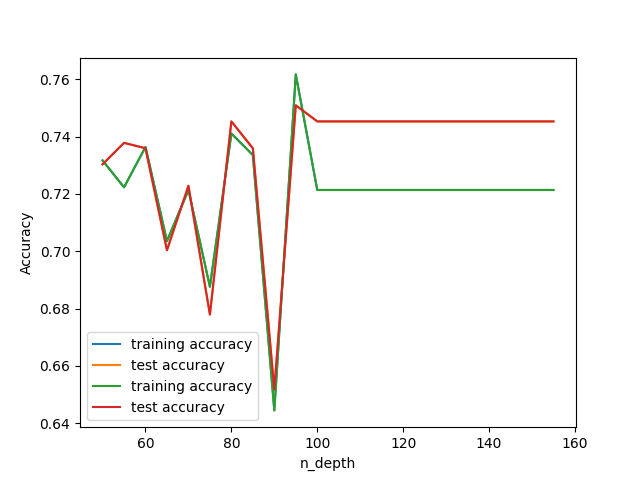 0.76
0.74
0.72
0.70
0.68
0.66
0.64
Accuracy
training accuracy
test accuracy
training accuracy
test accuracy
60 80 100 120 140 160
n_depth